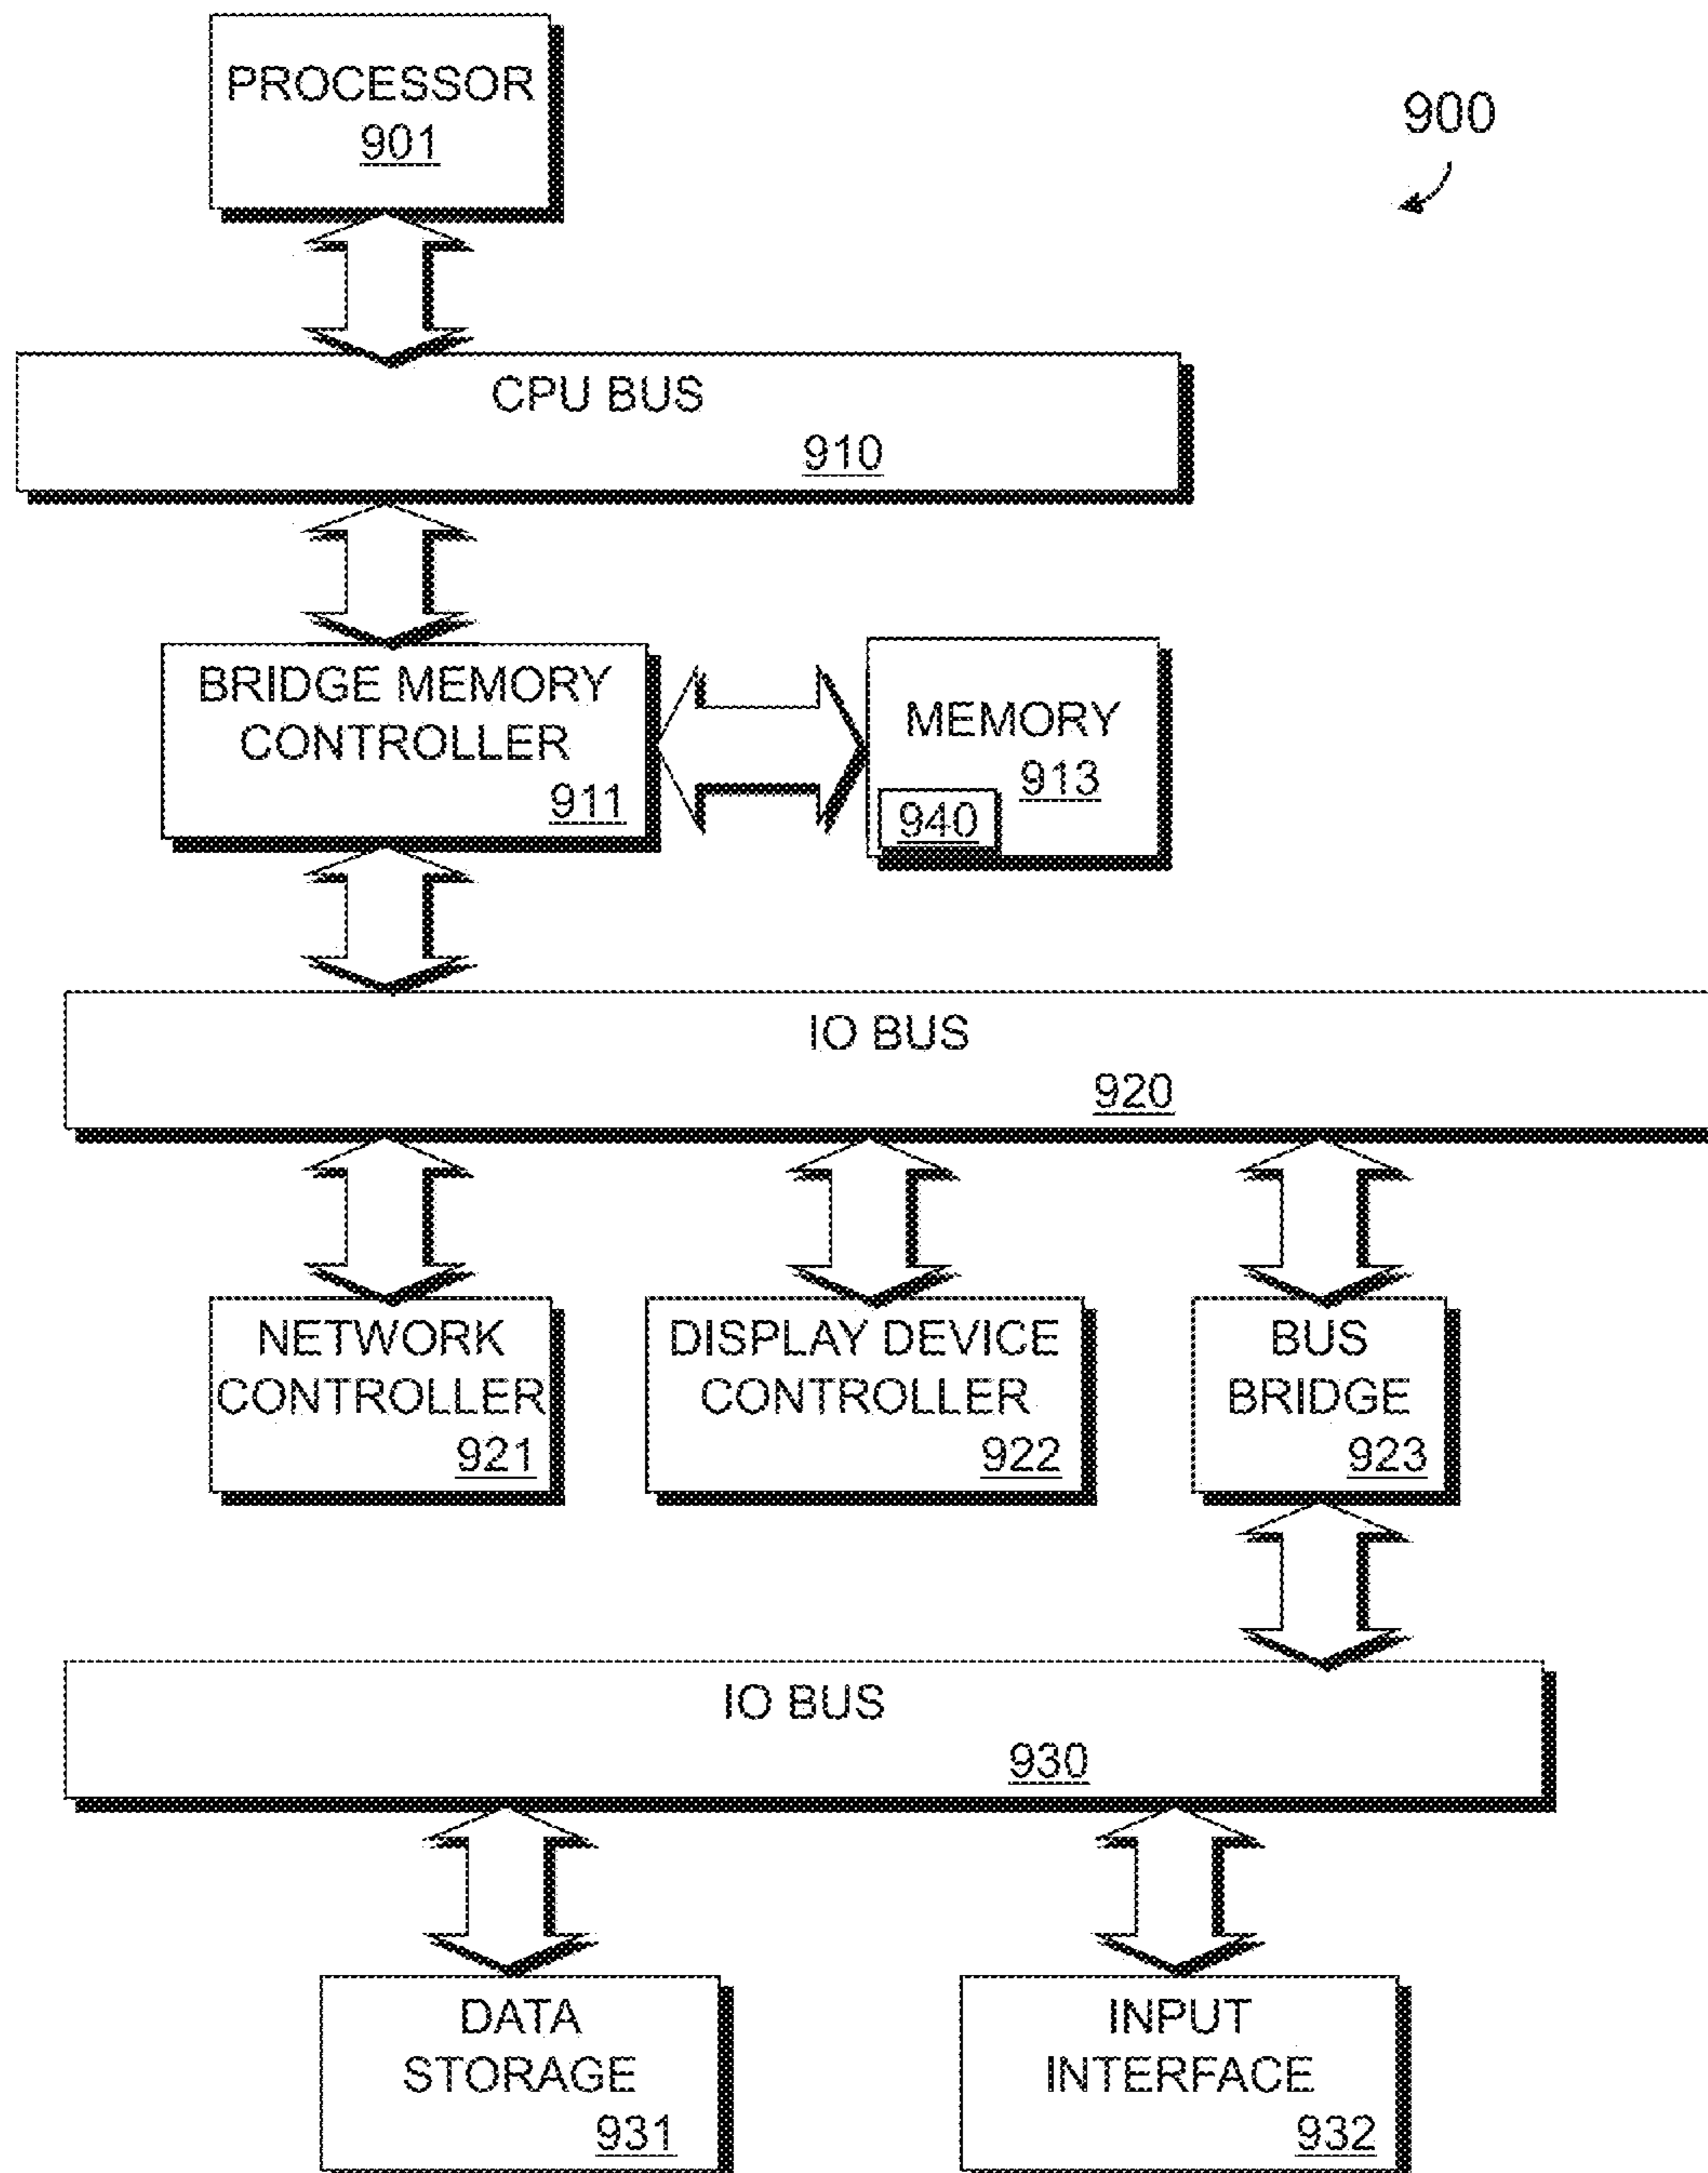 PROCESSOR
901
900
CPU BUS
910
BRIDGE MEMORY
CONTROLLER
911
MEMORY
913
940
IO BUS
920
NETWORK
CONTROLLER
921
DISPLAY DEVICE
CONTROLLER
922
BUS
BRIDGE
923
IO BUS
930
DATA
STORAGE
931
INPUT
INTERFACE
932